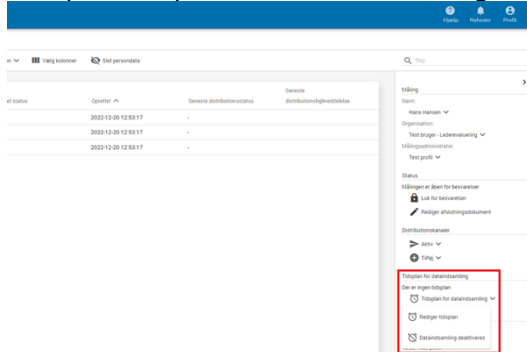 Hjælp Nyheder Profil
Vælg kolonner Slet persondata Søg
et status Oprettet Seneste distributionsstatus Seneste distributionsfejlmeddelelse
2022-12-20 12:53:17 -
2022-12-20 12:53:17 -
2022-12-20 12:53:17 -
Måling
Navn:
Hans Hansen
Organisation
Test bruger - Lederevaluering
Målingsadministrator
Test profil
Status
Målingen er åben for besvarelser
Luk for besvarelser
Rediger afslutningsdokument
Distributionskanaler
Aktiv
Tilføj
Tidsplan for dataindsamling
Der er ingen tidsplan
Tidsplan for dataindsamling
Rediger tidsplan
Dataindsamling deaktiveres